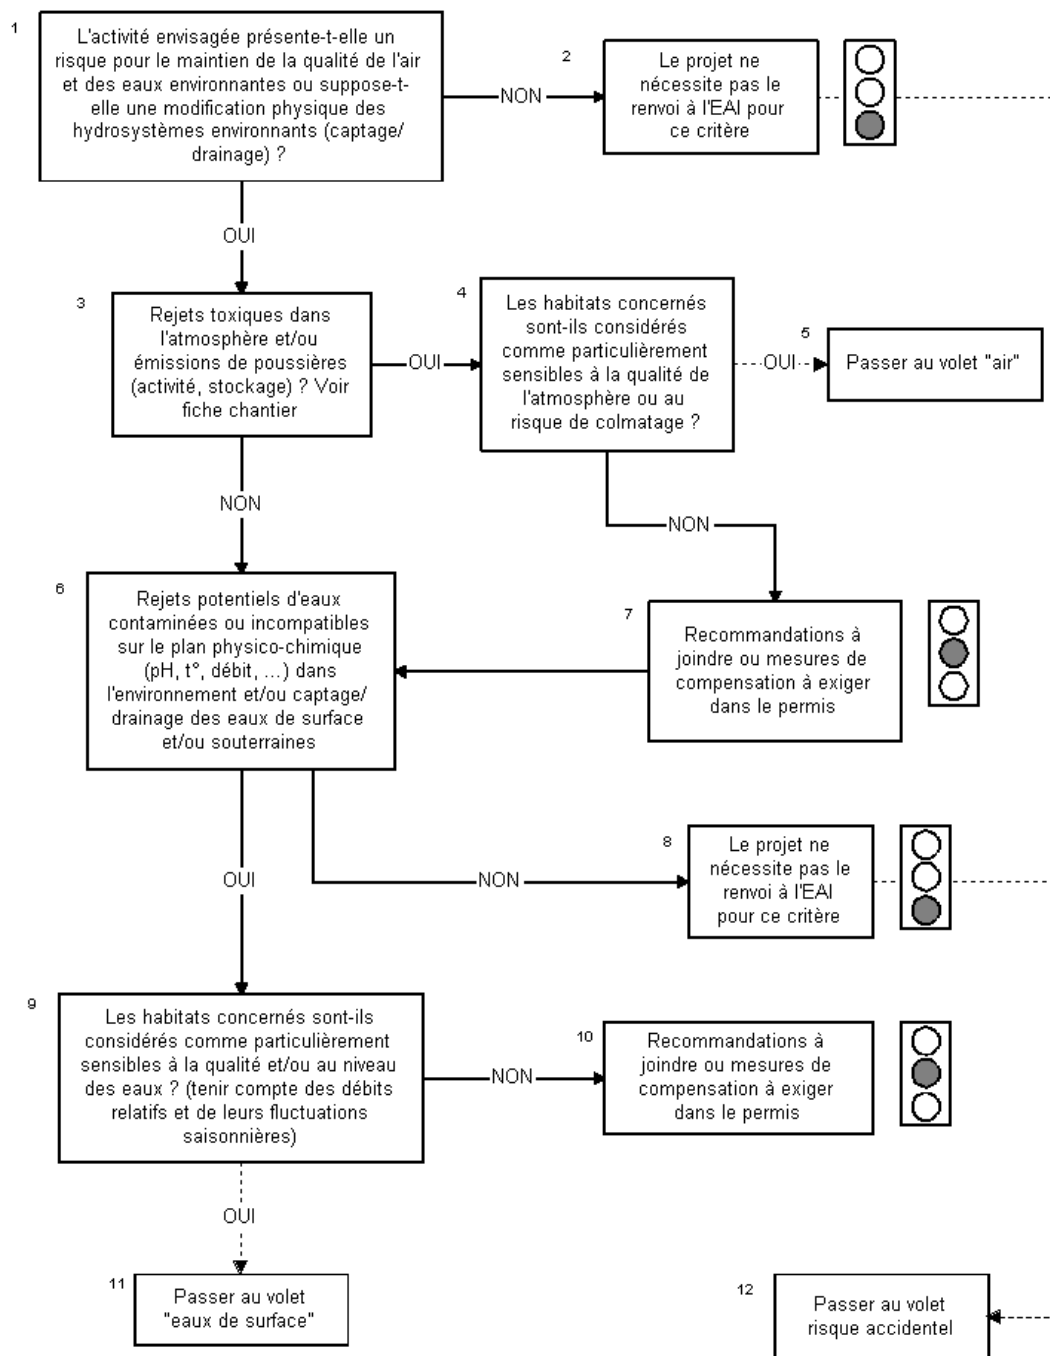 1
L'activité envisagée présente-t-elle un
risque pour le maintien de la qualité de l'air
et des eaux environnantes ou suppose-t-
elle une modification physique des
hydrosystèmes environnants (captage/
drainage) ?
NON
2
Le projet ne
nécessite pas le
renvoi à l'EAI pour
ce critère
OUI
3
Rejets toxiques dans
l'atmosphère et/ou
émissions de poussières
(activité, stockage) ? Voir
fiche chantier
OUI
4
Les habitats concernés
sont-ils considérés
comme particulièrement
sensibles à la qualité de
l'atmosphère ou au
risque de colmatage ?
OUI
5
Passer au volet "air"
NON
NON
6
Rejets potentiels d'eaux
contaminées ou incompatibles
sur le plan physico-chimique
(pH, t°, débit, ...) dans
l'environnement et/ou captage/
drainage des eaux de surface
et/ou souterraines
7
Recommandations à
joindre ou mesures de
compensation à exiger
dans le permis
OUI
NON
8
Le projet ne
nécessite pas le
renvoi à l'EAI
pour ce critère
9
Les habitats concernés sont-ils
considérés comme particulièrement
sensibles à la qualité et/ou au niveau
des eaux ? (tenir compte des débits
relatifs et de leurs fluctuations
saisonnières)
NON
10
Recommandations à
joindre ou mesures de
compensation à exiger
dans le permis
OUI
11
Passer au volet
"eaux de surface"
12
Passer au volet
risque accidentel